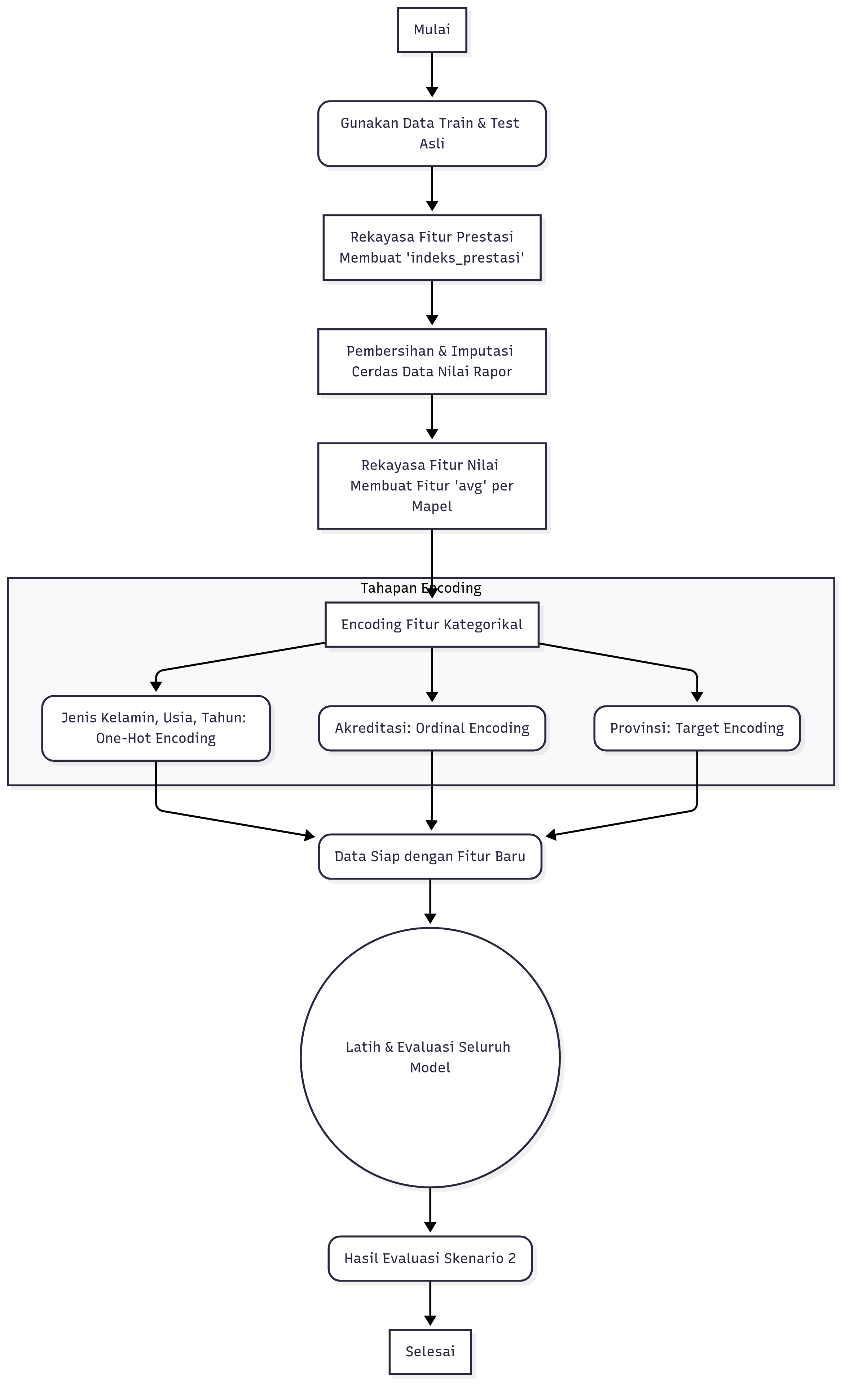 Mulai
Gunakan Data Train & Test
Asli
Rekayasa Fitur Prestasi
Membuat 'indeks_prestasi'
Pembersihan & Imputasi
Cerdas Data Nilai Rapor
Rekayasa Fitur Nilai
Membuat Fitur 'avg' per
Mapel
Tahapan Encoding
Encoding Fitur Kategorikal
Jenis Kelamin, Usia, Tahun:
One-Hot Encoding
Akreditasi: Ordinal Encoding
Provinsi: Target Encoding
Data Siap dengan Fitur Baru
Latih & Evaluasi Seluruh
Model
Hasil Evaluasi Skenario 2
Selesai